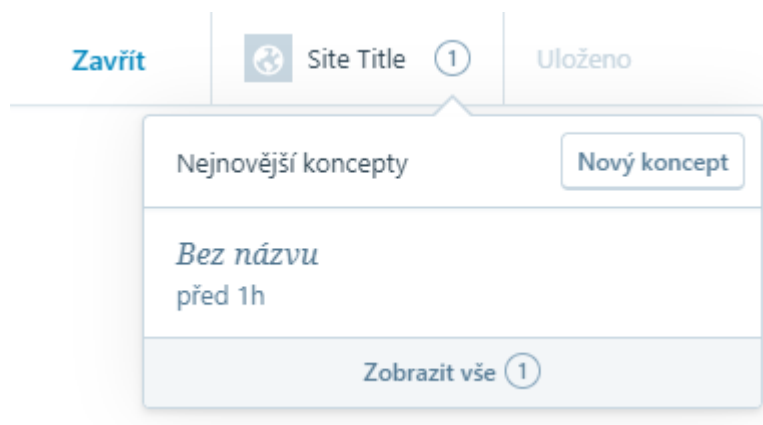 Zavřít Site Title 1 Uloženo
Nejnovější koncepty Nový koncept
Bez názvu
před 1h
Zobrazit vše 1